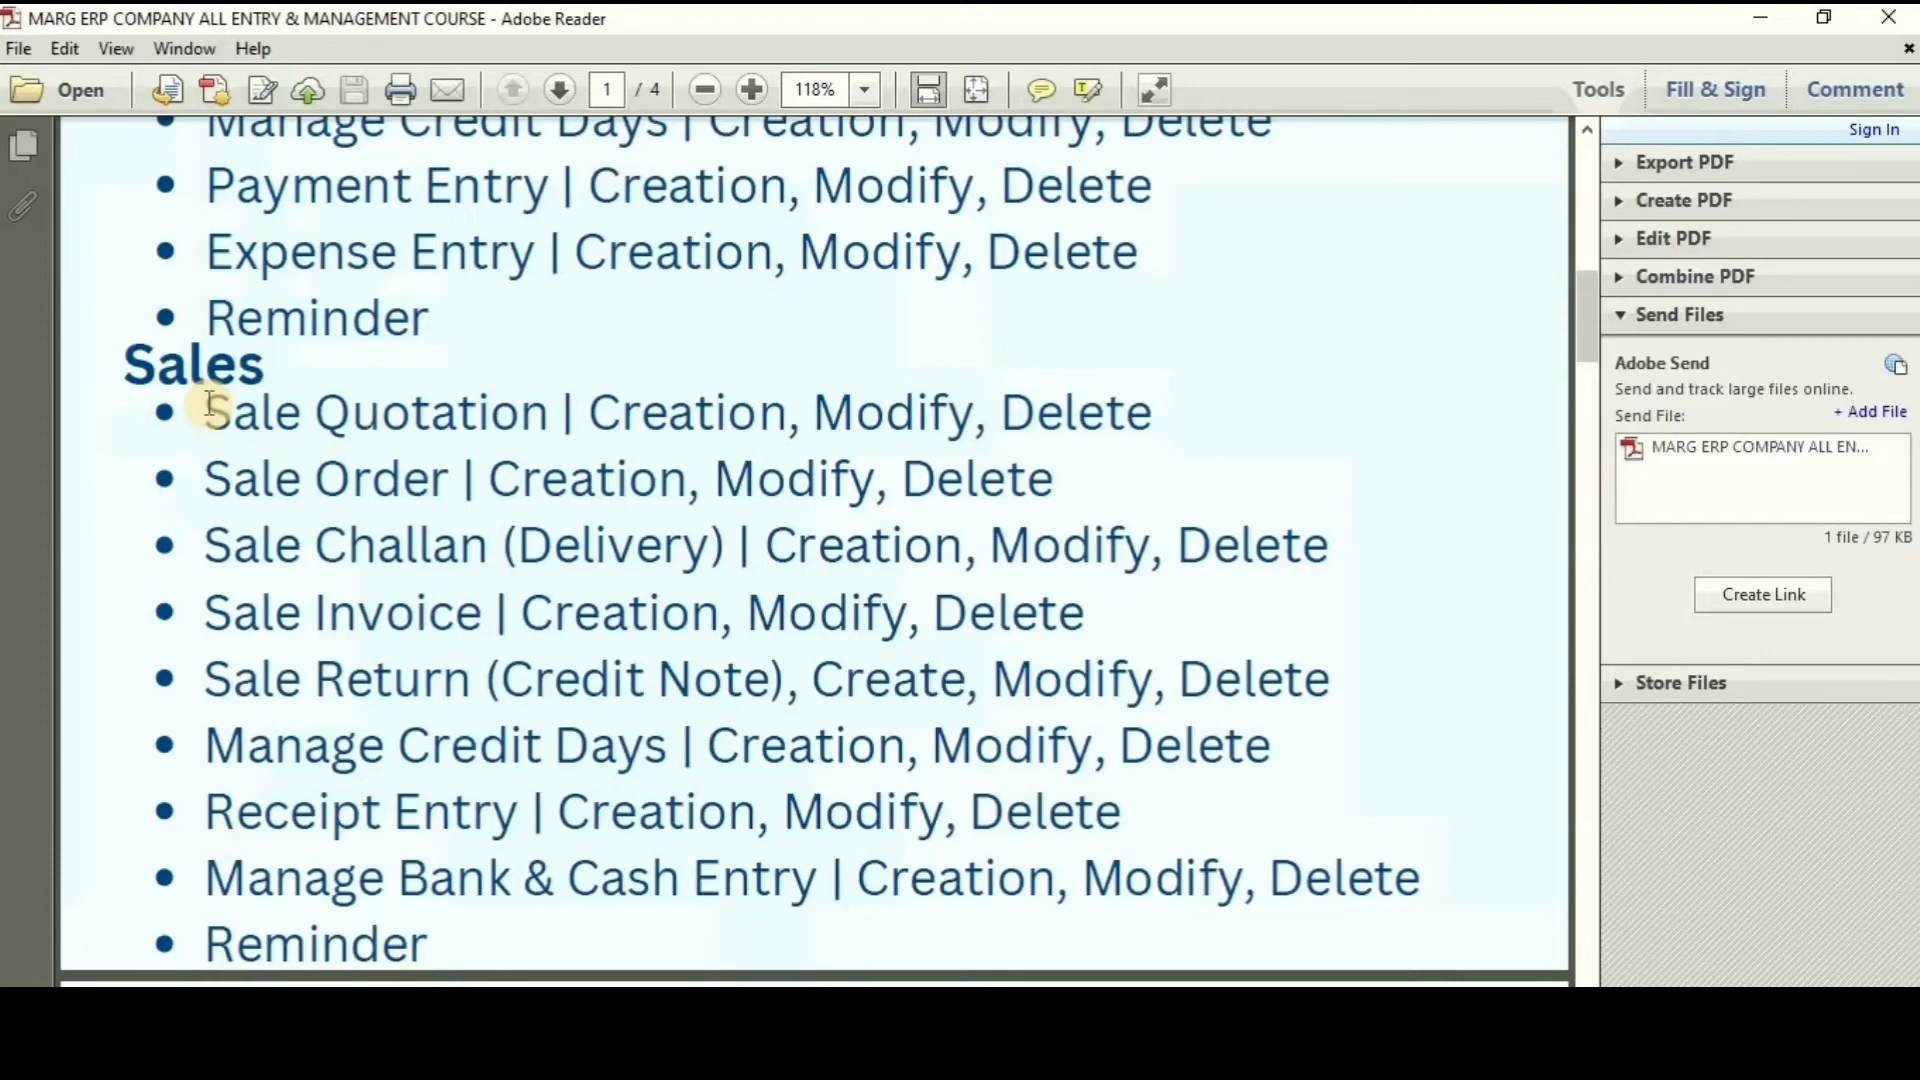 MARG ERP COMPANY ALL ENTRY & MANAGEMENT COURSE - Adobe Reader
File Edit View Window Help
Open 1 / 4 118% Tools Fill & Sign Comment
Sign In
Manage Credit Days | Creation, Modify, Delete
Payment Entry | Creation, Modify, Delete
Expense Entry | Creation, Modify, Delete
Reminder
Sales
Sale Quotation | Creation, Modify, Delete
Sale Order | Creation, Modify, Delete
Sale Challan (Delivery) | Creation, Modify, Delete
Sale Invoice | Creation, Modify, Delete
Sale Return (Credit Note), Create, Modify, Delete
Manage Credit Days | Creation, Modify, Delete
Receipt Entry | Creation, Modify, Delete
Manage Bank & Cash Entry | Creation, Modify, Delete
Reminder
Export PDF
Create PDF
Edit PDF
Combine PDF
Send Files
Adobe Send
Send and track large files online.
Send File: + Add File
MARG ERP COMPANY ALL EN...
1 file / 97 KB
Create Link
Store Files